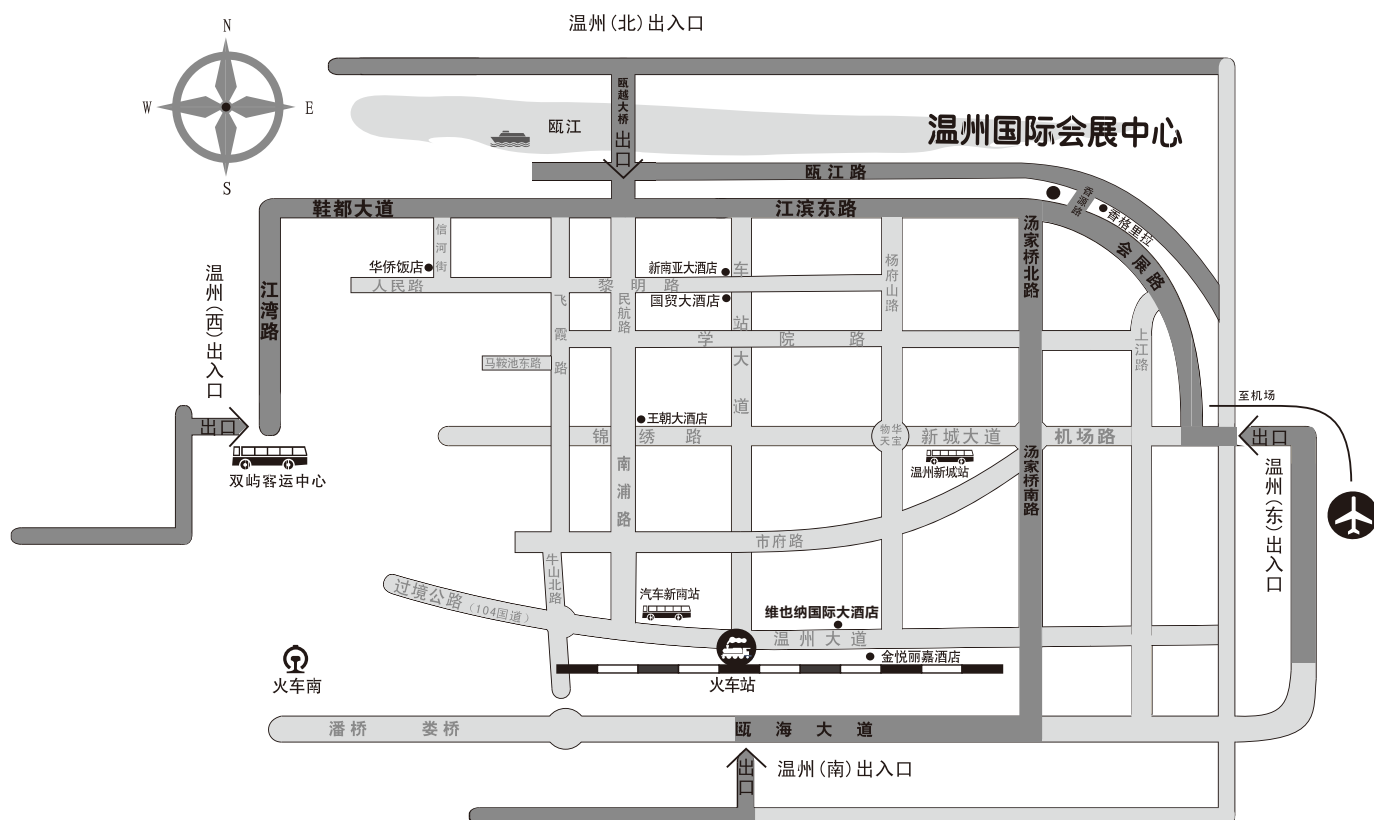 温州(北)出入口
N
W
E
S
瓯越大桥
出口
瓯江
温州国际会展中心
瓯江路
鞋都大道
江滨东路
香源路
香格里拉
会展路
信河街
华侨饭店
人民路
新南亚大酒店
车站大道
杨府山路
汤家桥北路
黎明路
国贸大酒店
民航路
飞霞路
学院路
上江路
马鞍池东路
江湾路
温州(西)出入口
出口
双屿客运中心
王朝大酒店
锦绣路
物华天宝
新城大道
机场路
至机场
出口
温州(东)出入口
温州新城站
汤家桥南路
南浦路
市府路
牛山北路
过境公路(104国道)
汽车新南站
维也纳国际大酒店
温州大道
金悦丽嘉酒店
火车站
火车南
潘桥
娄桥
瓯海大道
出口
温州(南)出入口